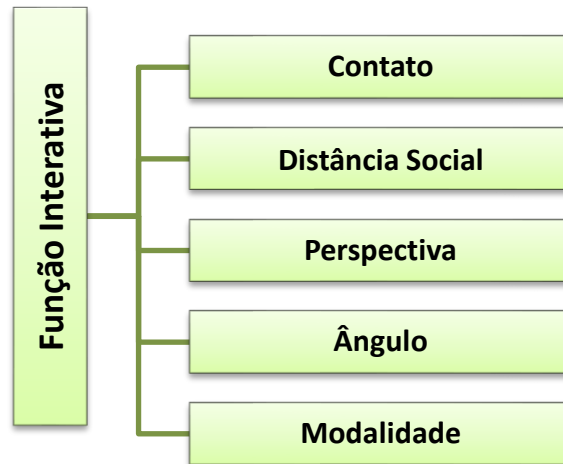 Função Interativa
Contato
Distância Social
Perspectiva
Ângulo
Modalidade